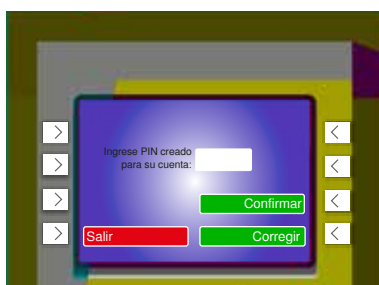 Ingrese PIN creado
para su cuenta:
Confirmar
Salir
Corregir